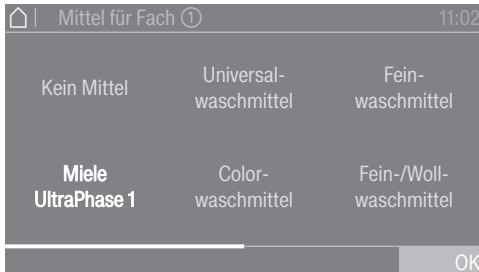 Mittel für Fach ① 11:02
Kein Mittel
Universal-
waschmittel
Fein-
waschmittel
Miele
UltraPhase 1
Color-
waschmittel
Fein-/Woll-
waschmittel
OK